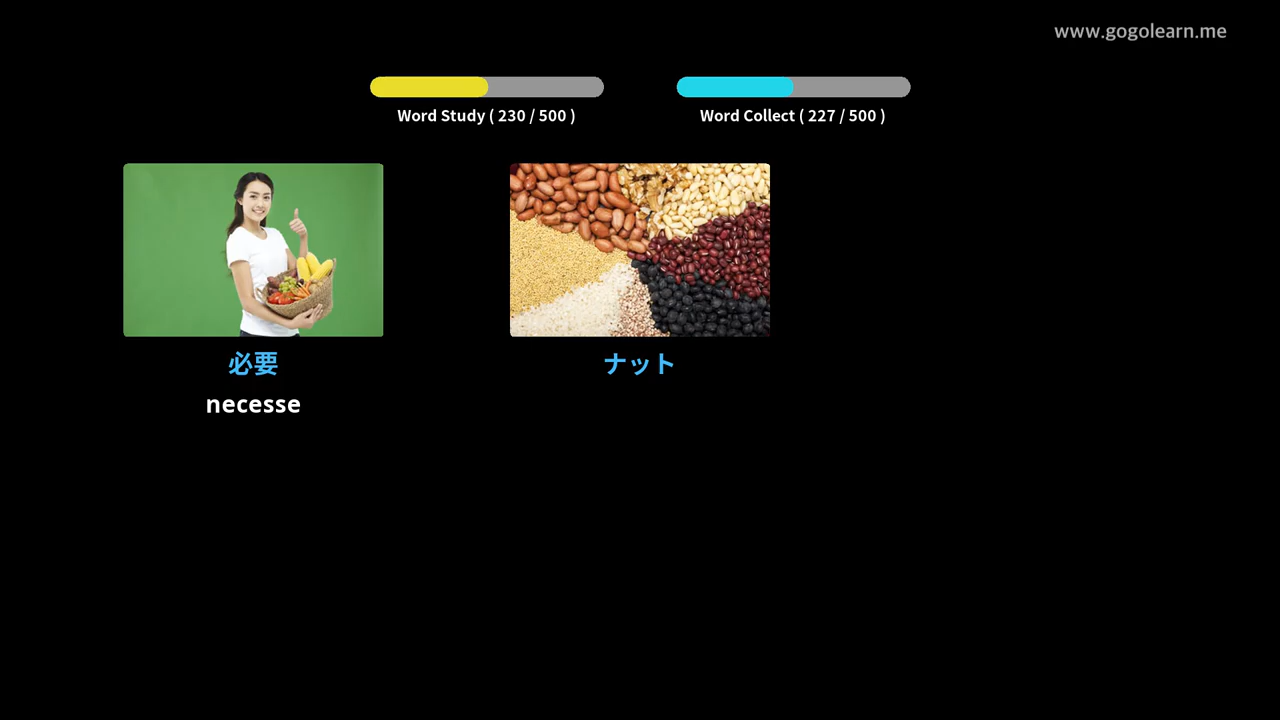 www.gogolearn.me
Word Study ( 230 / 500 )
Word Collect ( 227 / 500 )
必要
ナット
necesse